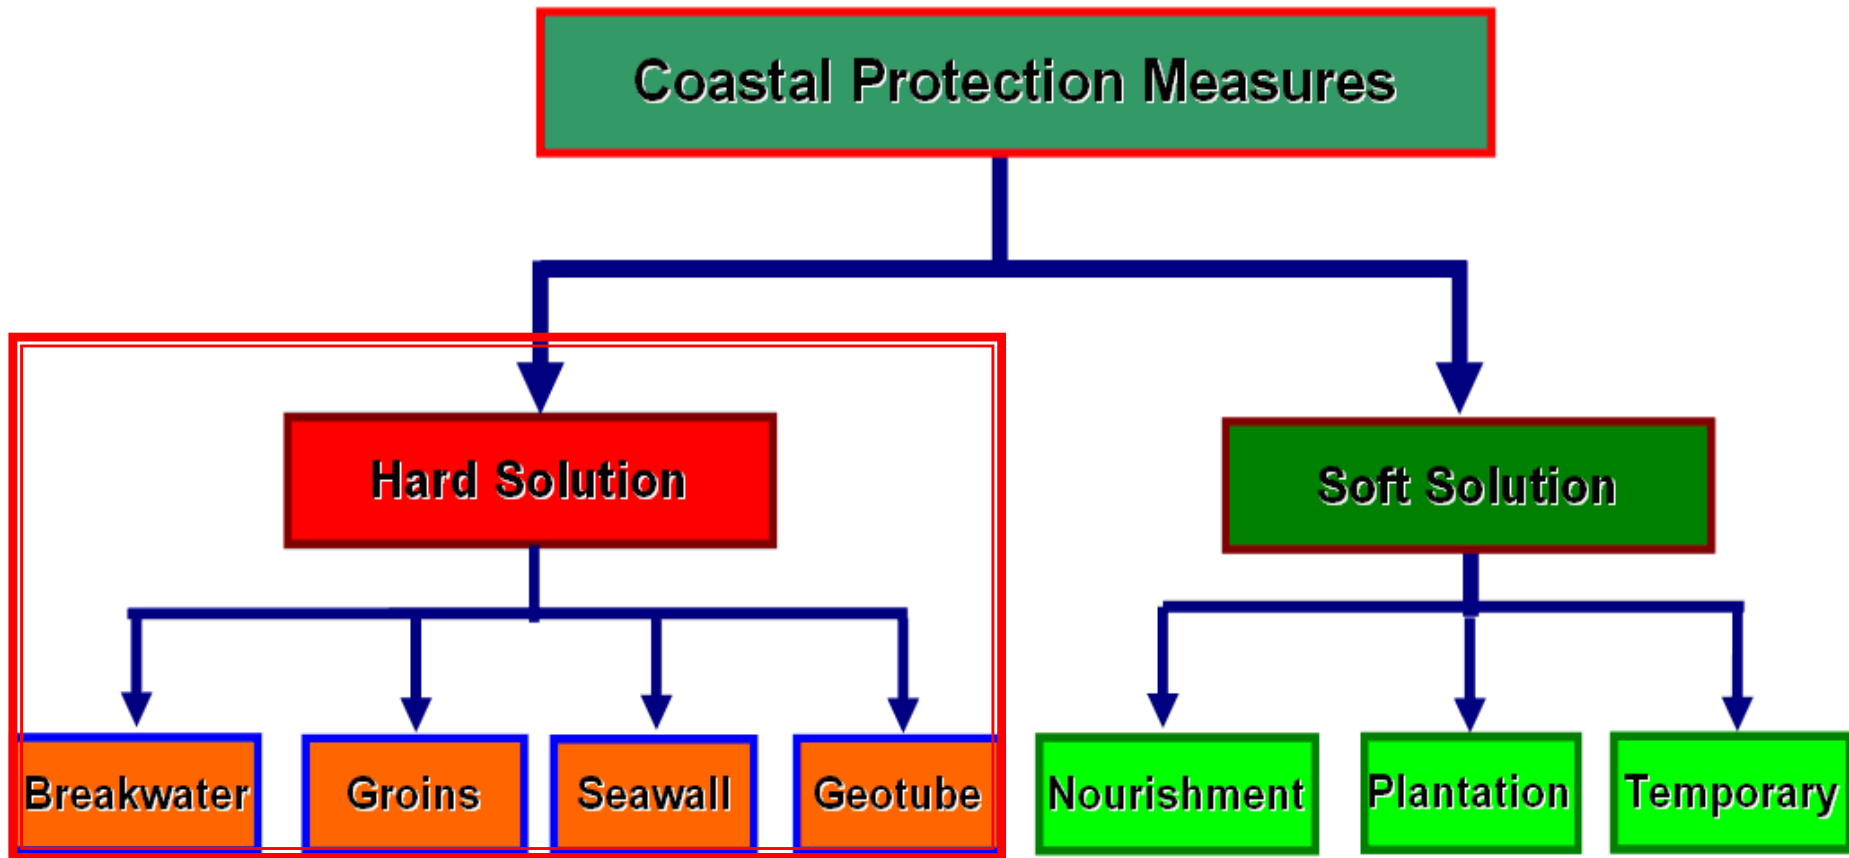 Coastal Protection Measures
Hard Solution
Soft Solution
Breakwater
Groins
Seawall
Geotube
Nourishment
Plantation
Temporary